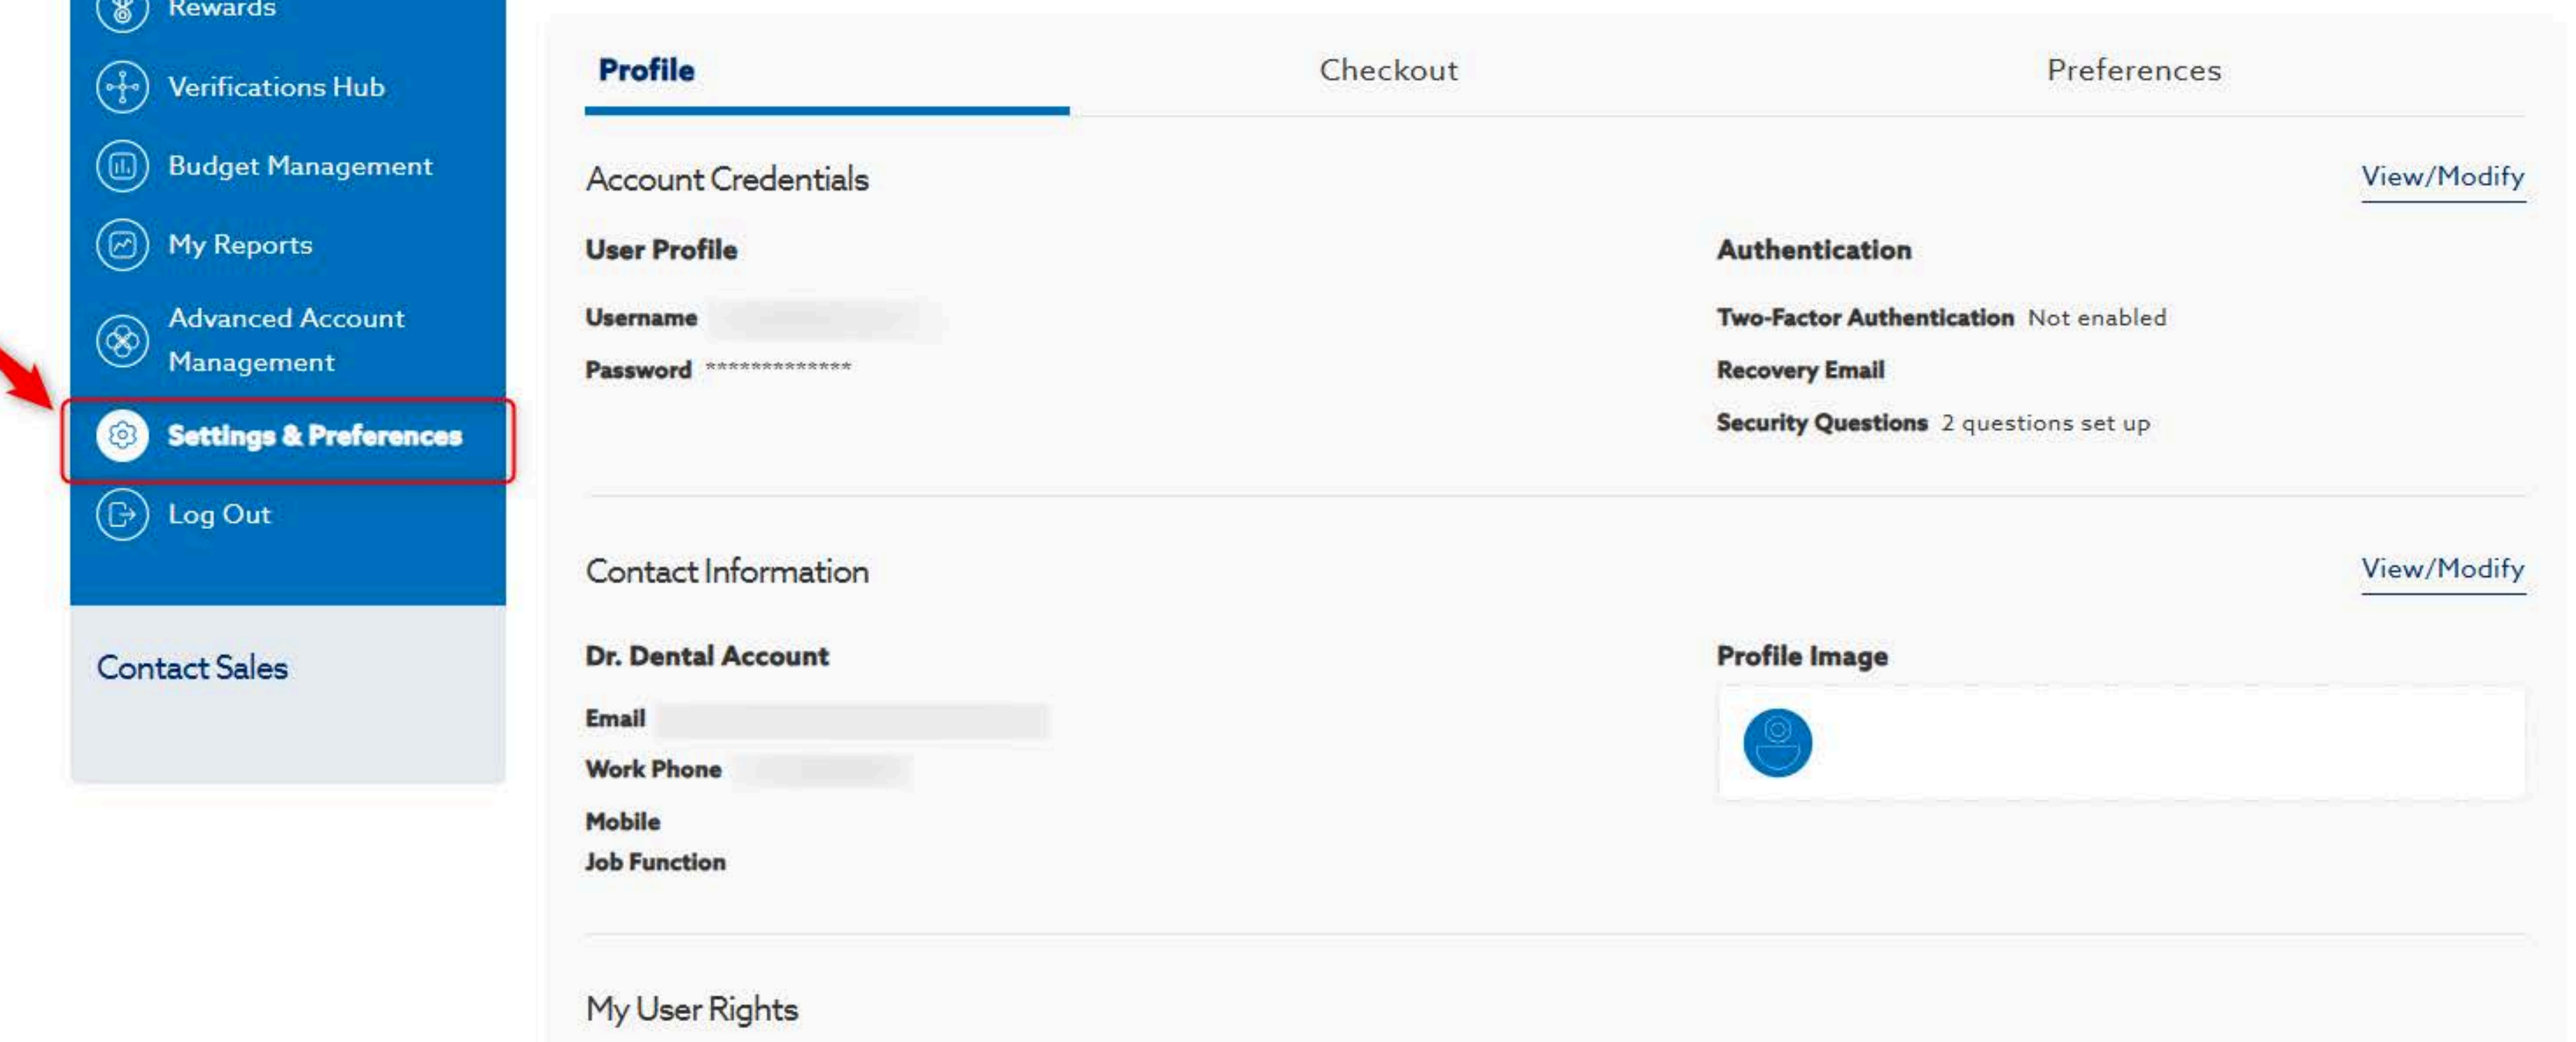 Rewards
Verifications Hub
Budget Management
My Reports
Advanced Account
Management
Settings & Preferences
Log Out
Contact Sales
Profile
Checkout
Preferences
Account Credentials
View/Modify
User Profile
Username
Password *************
Authentication
Two-Factor Authentication Not enabled
Recovery Email
Security Questions 2 questions set up
Contact Information
View/Modify
Dr. Dental Account
Email
Work Phone
Mobile
Job Function
Profile Image
My User Rights